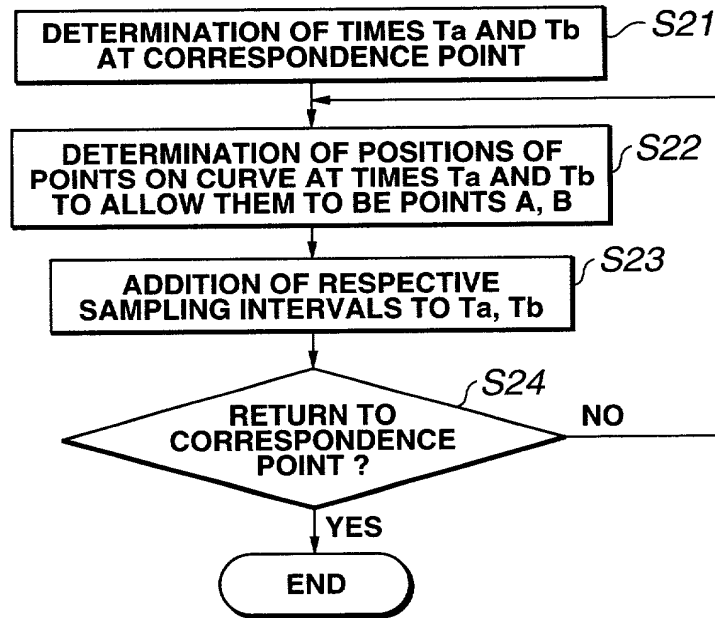 DETERMINATION OF TIMES Ta AND Tb
AT CORRESPONDENCE POINT
S21
DETERMINATION OF POSITIONS OF
POINTS ON CURVE AT TIMES Ta AND Tb
TO ALLOW THEM TO BE POINTS A, B
S22
ADDITION OF RESPECTIVE
SAMPLING INTERVALS TO Ta, Tb
S23
RETURN TO
CORRESPONDENCE
POINT ?
S24
NO
YES
END